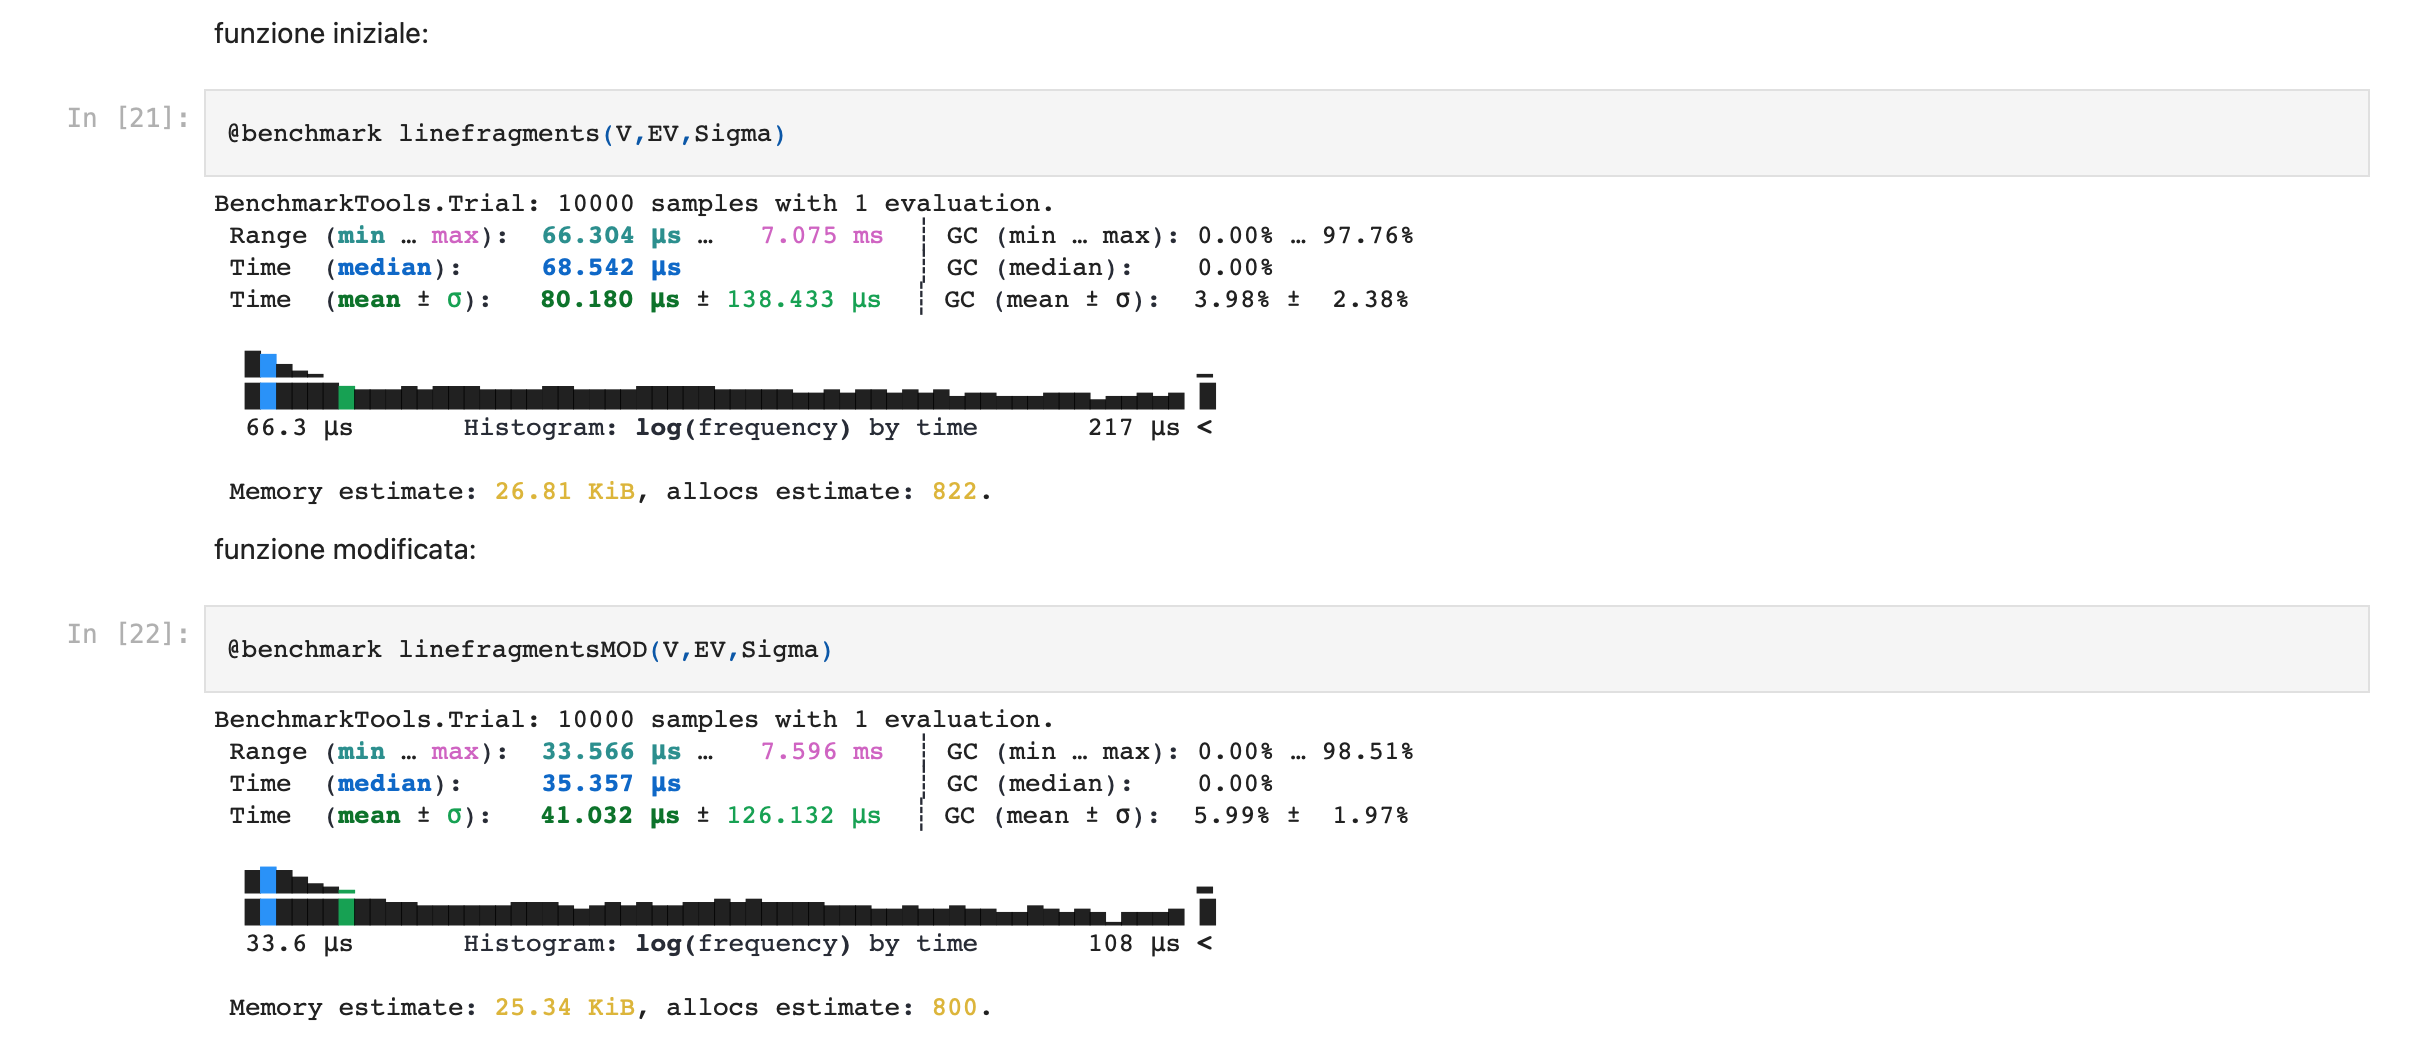 funzione iniziale:
In [21]:
@benchmark linefragments(V,EV,Sigma)
BenchmarkTools.Trial: 10000 samples with 1 evaluation.
Range (min … max): 66.304 μs … 7.075 ms ┊ GC (min … max): 0.00% … 97.76%
Time (median): 68.542 μs ┊ GC (median): 0.00%
Time (mean ± σ): 80.180 μs ± 138.433 μs ┊ GC (mean ± σ): 3.98% ± 2.38%
66.3 μs Histogram: log(frequency) by time 217 μs <
Memory estimate: 26.81 KiB, allocs estimate: 822.
funzione modificata:
In [22]:
@benchmark linefragmentsMOD(V,EV,Sigma)
BenchmarkTools.Trial: 10000 samples with 1 evaluation.
Range (min … max): 33.566 μs … 7.596 ms ┊ GC (min … max): 0.00% … 98.51%
Time (median): 35.357 μs ┊ GC (median): 0.00%
Time (mean ± σ): 41.032 μs ± 126.132 μs ┊ GC (mean ± σ): 5.99% ± 1.97%
33.6 μs Histogram: log(frequency) by time 108 μs <
Memory estimate: 25.34 KiB, allocs estimate: 800.